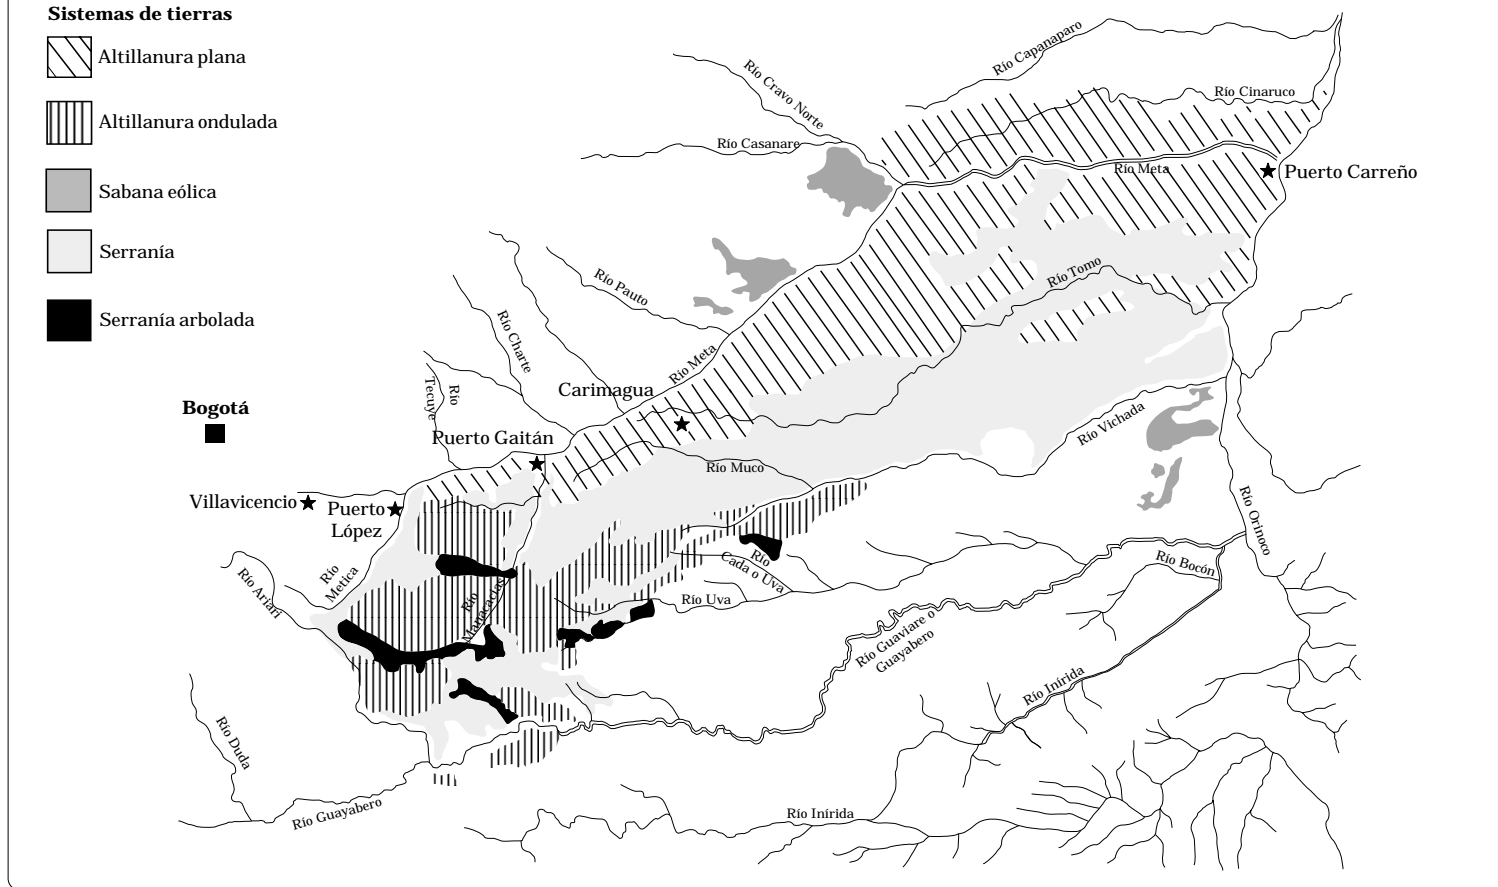 Sistemas de tierras
Altillanura plana
Altillanura ondulada
Sabana eólica
Serranía
Serranía arbolada
Río Capanaparo
Río Cravo Norte
Río Cinaruco
Río Casanare
Río Meta
Puerto Carreño
Río Tomo
Río Pauto
Río Charte
Río Meta
Carimagua
Río
Tecuye
Bogotá
Puerto Gaitán
Río Vichada
Río Muco
Villavicencio
Puerto
López
Río Orinoco
Río
Metica
Río Ariari
Río
Manacacías
Río
Cada o Uva
Río Uva
Río Bocón
Río Guaviare o
Guayabero
Río Inírida
Río Duda
Río Guayabero
Río Inírida